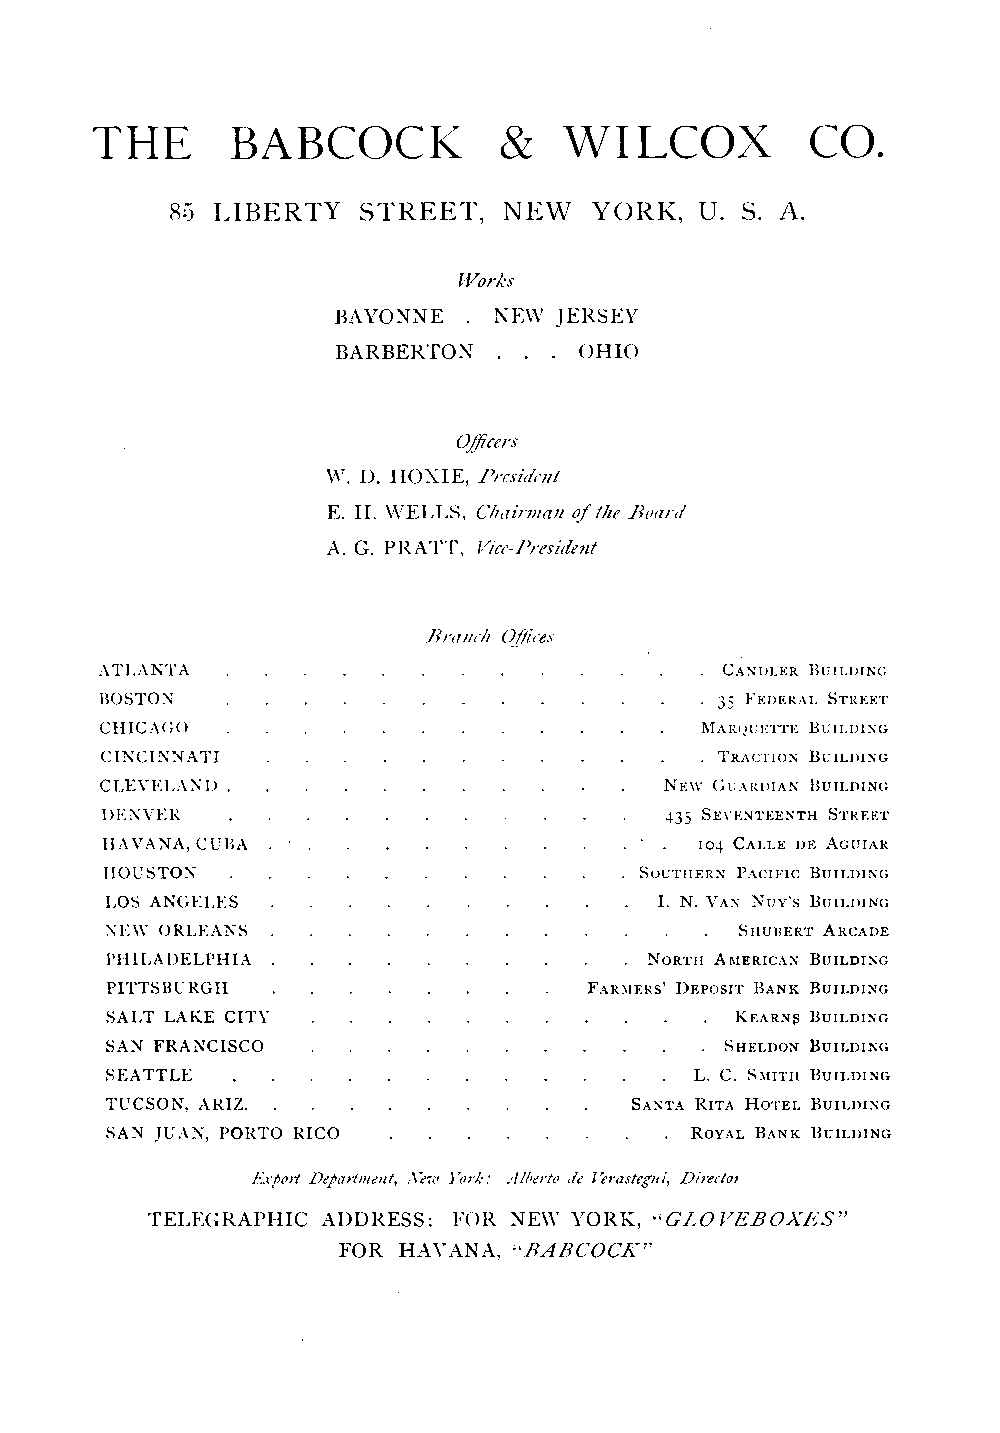 THE BABCOCK & WILCOX CO.
85 LIBERTY STREET, NEW YORK, U. S. A.
Works
BAYONNE . NEW JERSEY
BARBERTON . . . OHIO
Officers
W. D. HOXIE, President
E. H. WELLS, Chairman of the Board
A. G. PRATT, Vice-President
Branch Offices
ATLANTA . . . . . . . . . . . . . CANDLER BUILDING
BOSTON . . . . . . . . . . . . . 35 FEDERAL STREET
CHICAGO . . . . . . . . . . . . MARQUETTE BUILDING
CINCINNATI . . . . . . . . . . . . TRACTION BUILDING
CLEVELAND . . . . . . . . . . . NEW GUARDIAN BUILDING
DENVER . . . . . . . . . . . 435 SEVENTEENTH STREET
HAVANA, CUBA . . . . . . . . . . . 104 CALLE DE AGUIAR
HOUSTON . . . . . . . . . . . SOUTHERN PACIFIC BUILDING
LOS ANGELES . . . . . . . . . . I. N. VAN NUY'S BUILDING
NEW ORLEANS . . . . . . . . . . . . SHUBERT ARCADE
PHILADELPHIA . . . . . . . . . . NORTH AMERICAN BUILDING
PITTSBURGH . . . . . . . . FARMERS' DEPOSIT BANK BUILDING
SALT LAKE CITY . . . . . . . . . . . KEARNS BUILDING
SAN FRANCISCO . . . . . . . . . . . SHELDON BUILDING
SEATTLE . . . . . . . . . . . . L. C. SMITH BUILDING
TUCSON, ARIZ. . . . . . . . . . SANTA RITA HOTEL BUILDING
SAN JUAN, PORTO RICO . . . . . . . . ROYAL BANK BUILDING
Export Department, New York: Alberto de Verastegui, Director
TELEGRAPHIC ADDRESS: FOR NEW YORK, "GLOVEBOXES"
FOR HAVANA, "BABCOCK"